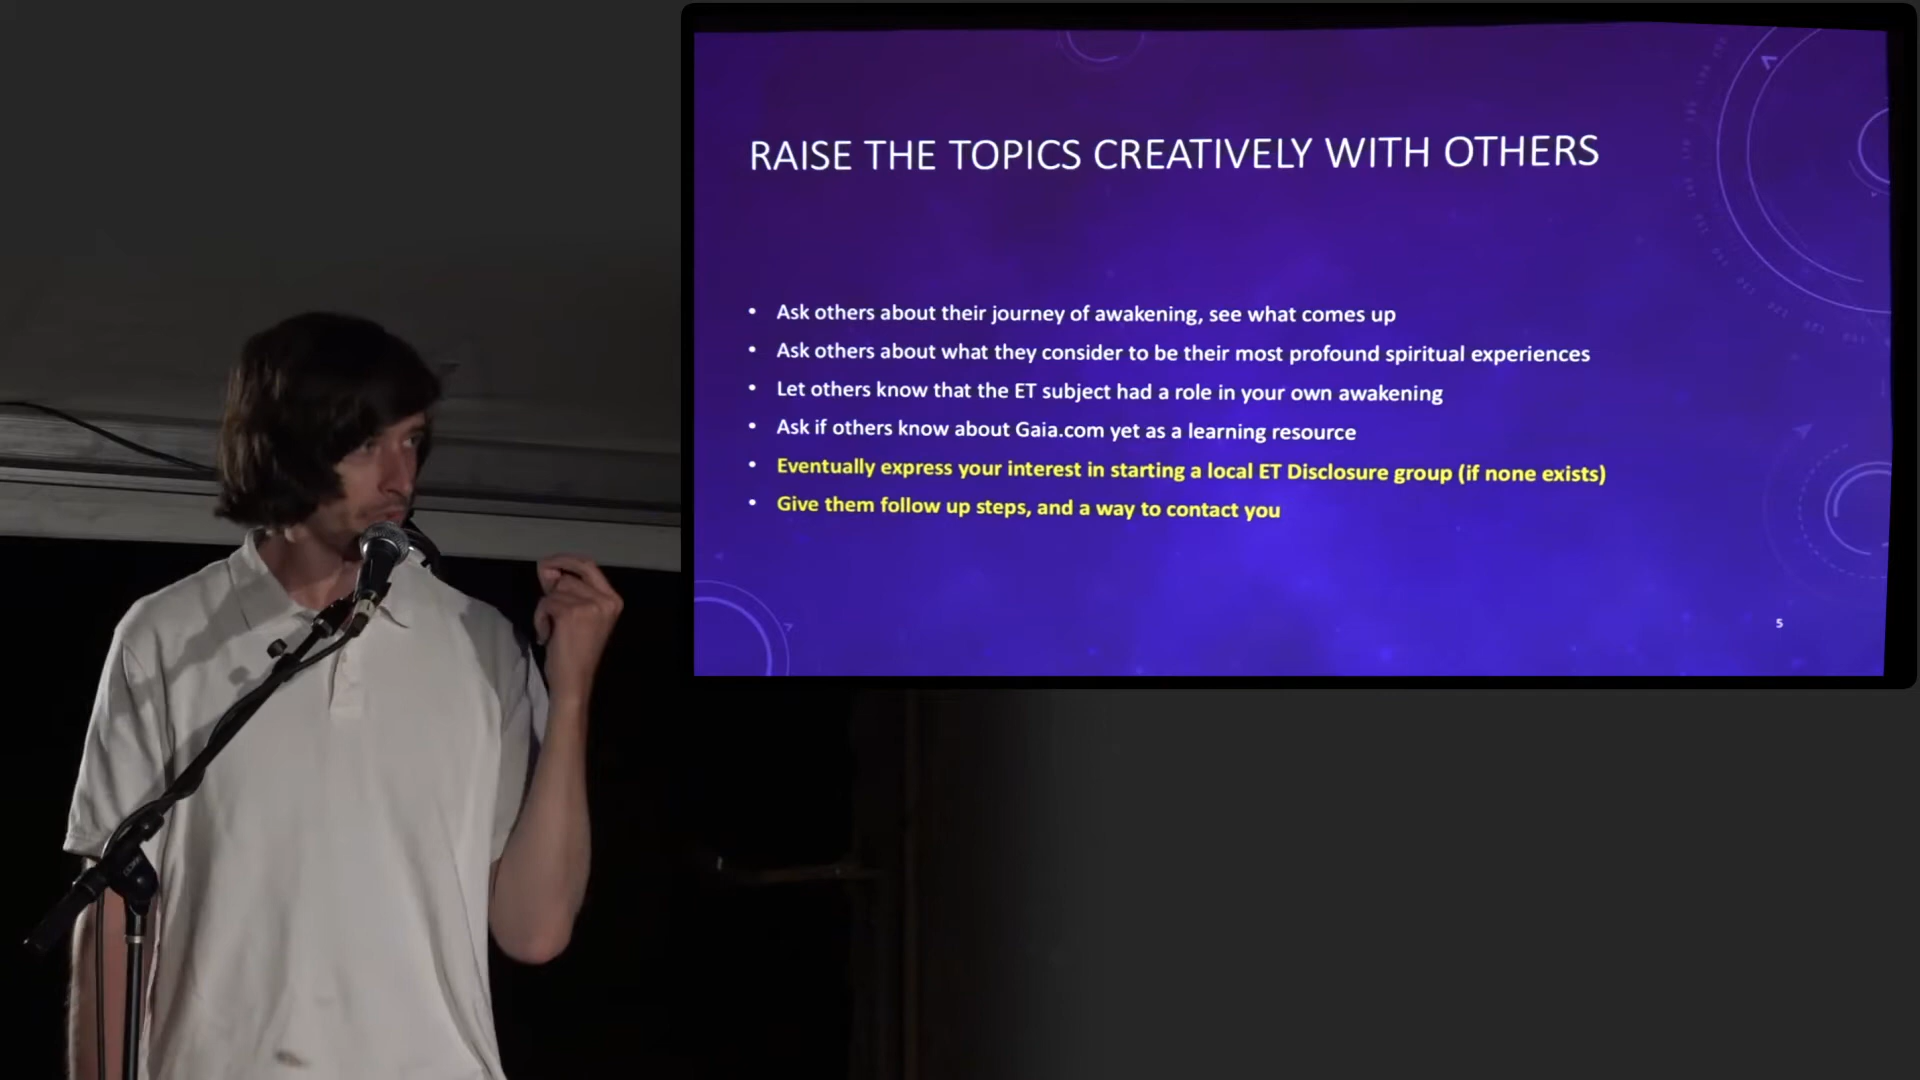 RAISE THE TOPICS CREATIVELY WITH OTHERS
• Ask others about their journey of awakening, see what comes up
• Ask others about what they consider to be their most profound spiritual experiences
• Let others know that the ET subject had a role in your own awakening
• Ask if others know about Gaia.com yet as a learning resource
• Eventually express your interest in starting a local ET Disclosure group (if none exists)
• Give them follow up steps, and a way to contact you
5